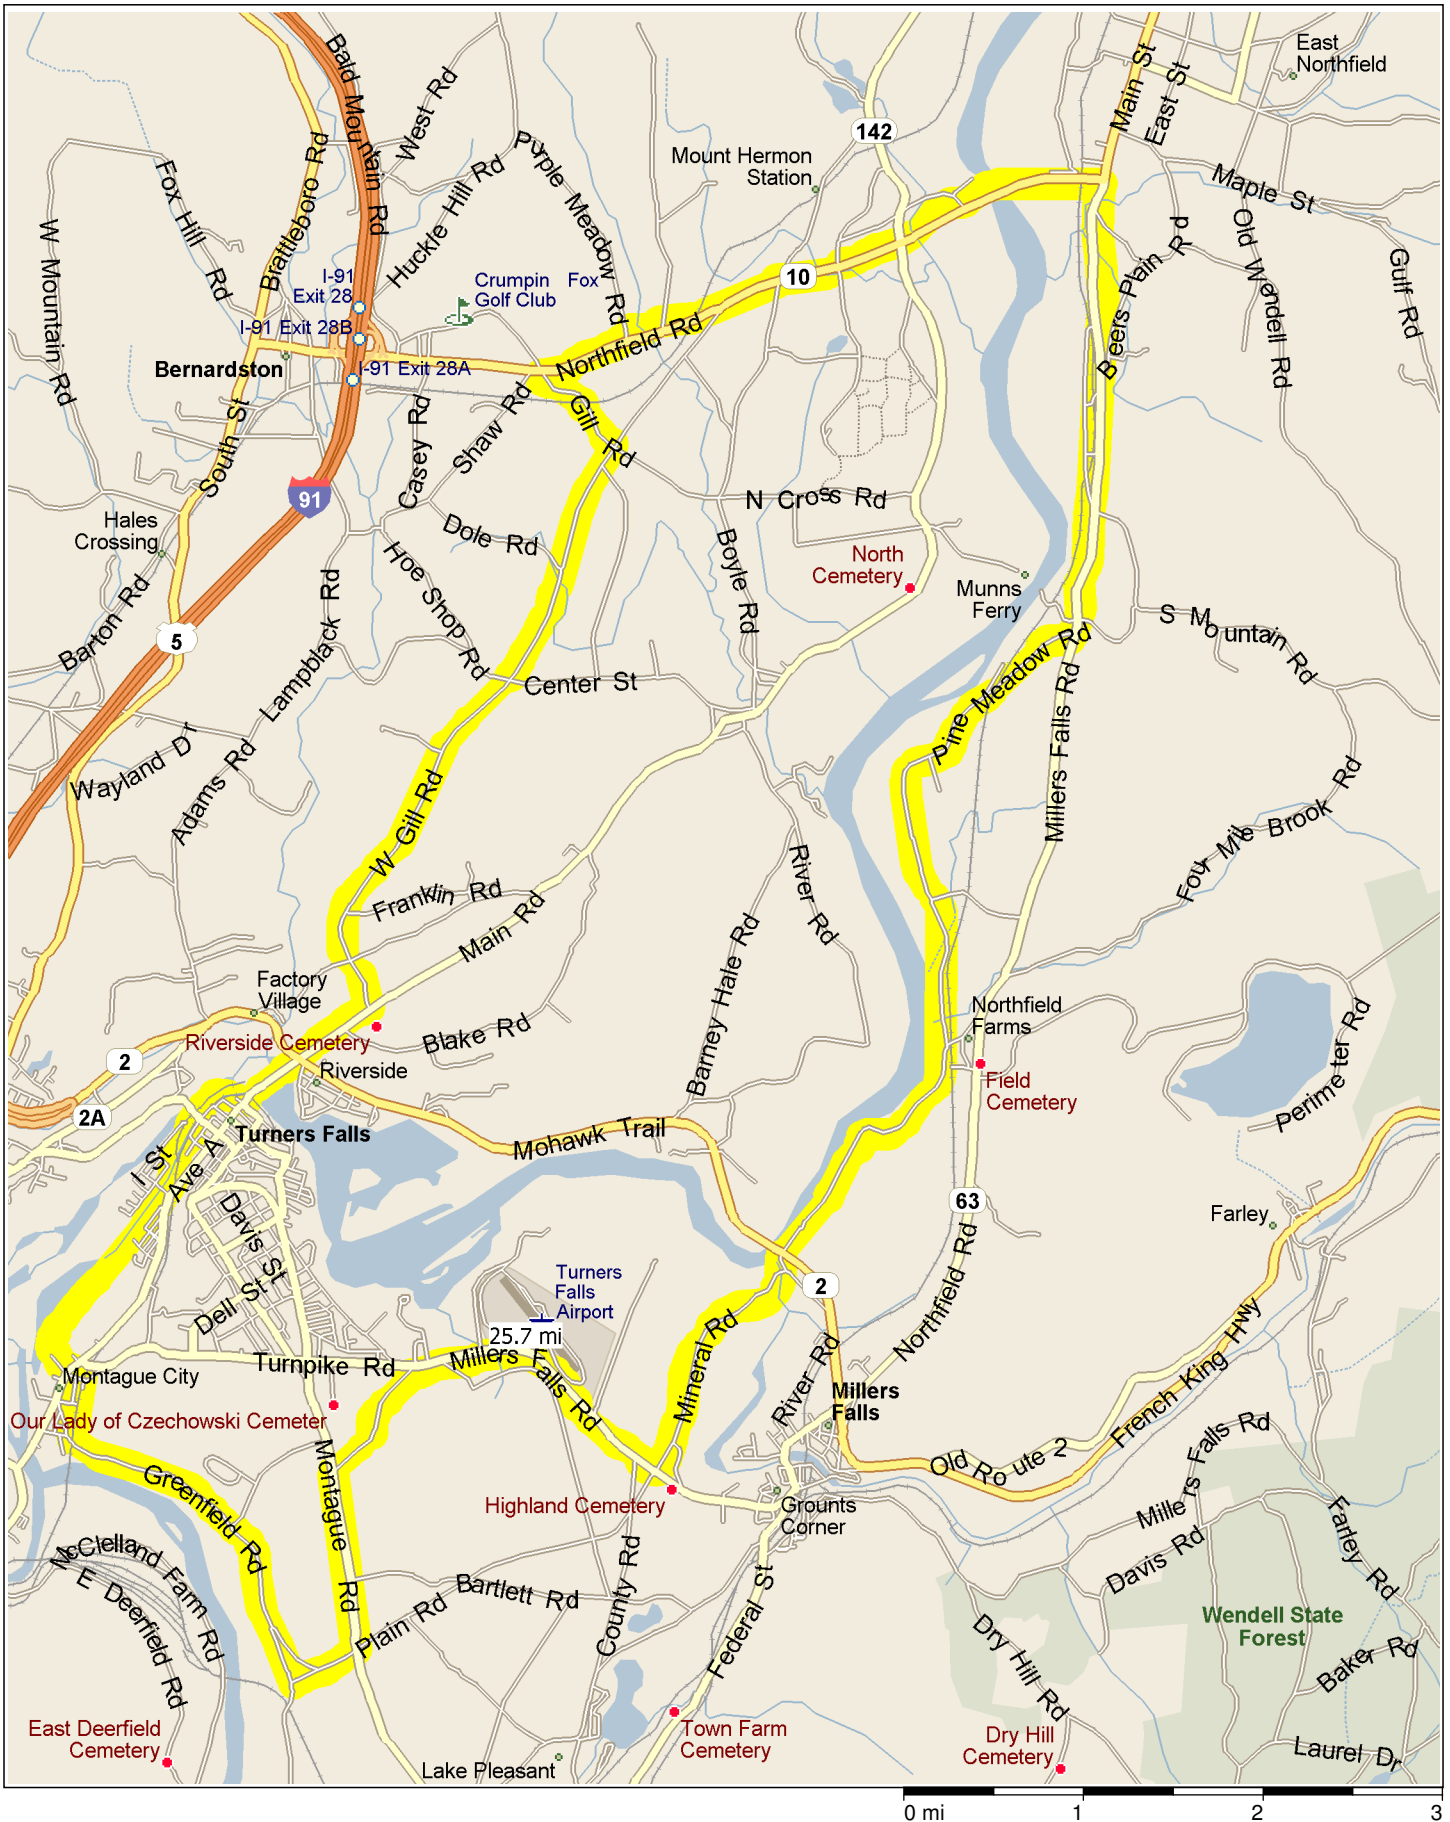 East
Northfield
Main St
East St
Bald Mountain Rd
West Rd
142
Mount Hermon
Station
Purple Meadow Rd
Fox Hill Rd
Brattleboro Rd
Huckle Hill Rd
Maple St
W Mountain Rd
Old Wendell Rd
Gulf Rd
Beers Plain Rd
I-91
Exit 28
Crumpin Fox
Golf Club
10
I-91 Exit 28B
Northfield Rd
Bernardston
I-91 Exit 28A
Gill Rd
Casey Rd
Shaw Rd
South St
91
N Cross Rd
Hales
Crossing
Dole Rd
Boyle Rd
North
Cemetery
Hoe Shop Rd
Munns
Ferry
Barton Rd
Lampblack Rd
S Mountain Rd
5
Pine Meadow Rd
Center St
Millers Falls Rd
Wayland Dr
Adams Rd
W Gill Rd
Four Mile Brook Rd
River Rd
Franklin Rd
Main Rd
Barney Hale Rd
Factory
Village
Northfield
Farms
Perimeter Rd
Riverside Cemetery
Blake Rd
2
Riverside
Field
Cemetery
2A
Turners Falls
Mohawk Trail
I St
Ave A
63
Davis St
Farley
Dell St
Turners
Falls
Airport
2
25.7 mi
Northfield Rd
Mineral Rd
French King Hwy
Turnpike Rd
Millers Falls Rd
River Rd
Montague City
Millers
Falls
Our Lady of Czechowski Cemeter
Montague Rd
Old Route 2
Millers Falls Rd
Greenfield Rd
Highland Cemetery
Grounts
Corner
Farley Rd
McClelland Farm Rd
E Deerfield Rd
Davis Rd
Bartlett Rd
County Rd
Federal St
Plain Rd
Wendell State
Forest
Dry Hill Rd
Baker Rd
East Deerfield
Cemetery
Town Farm
Cemetery
Dry Hill
Cemetery
Laurel Dr
Lake Pleasant
0 mi 1 2 3